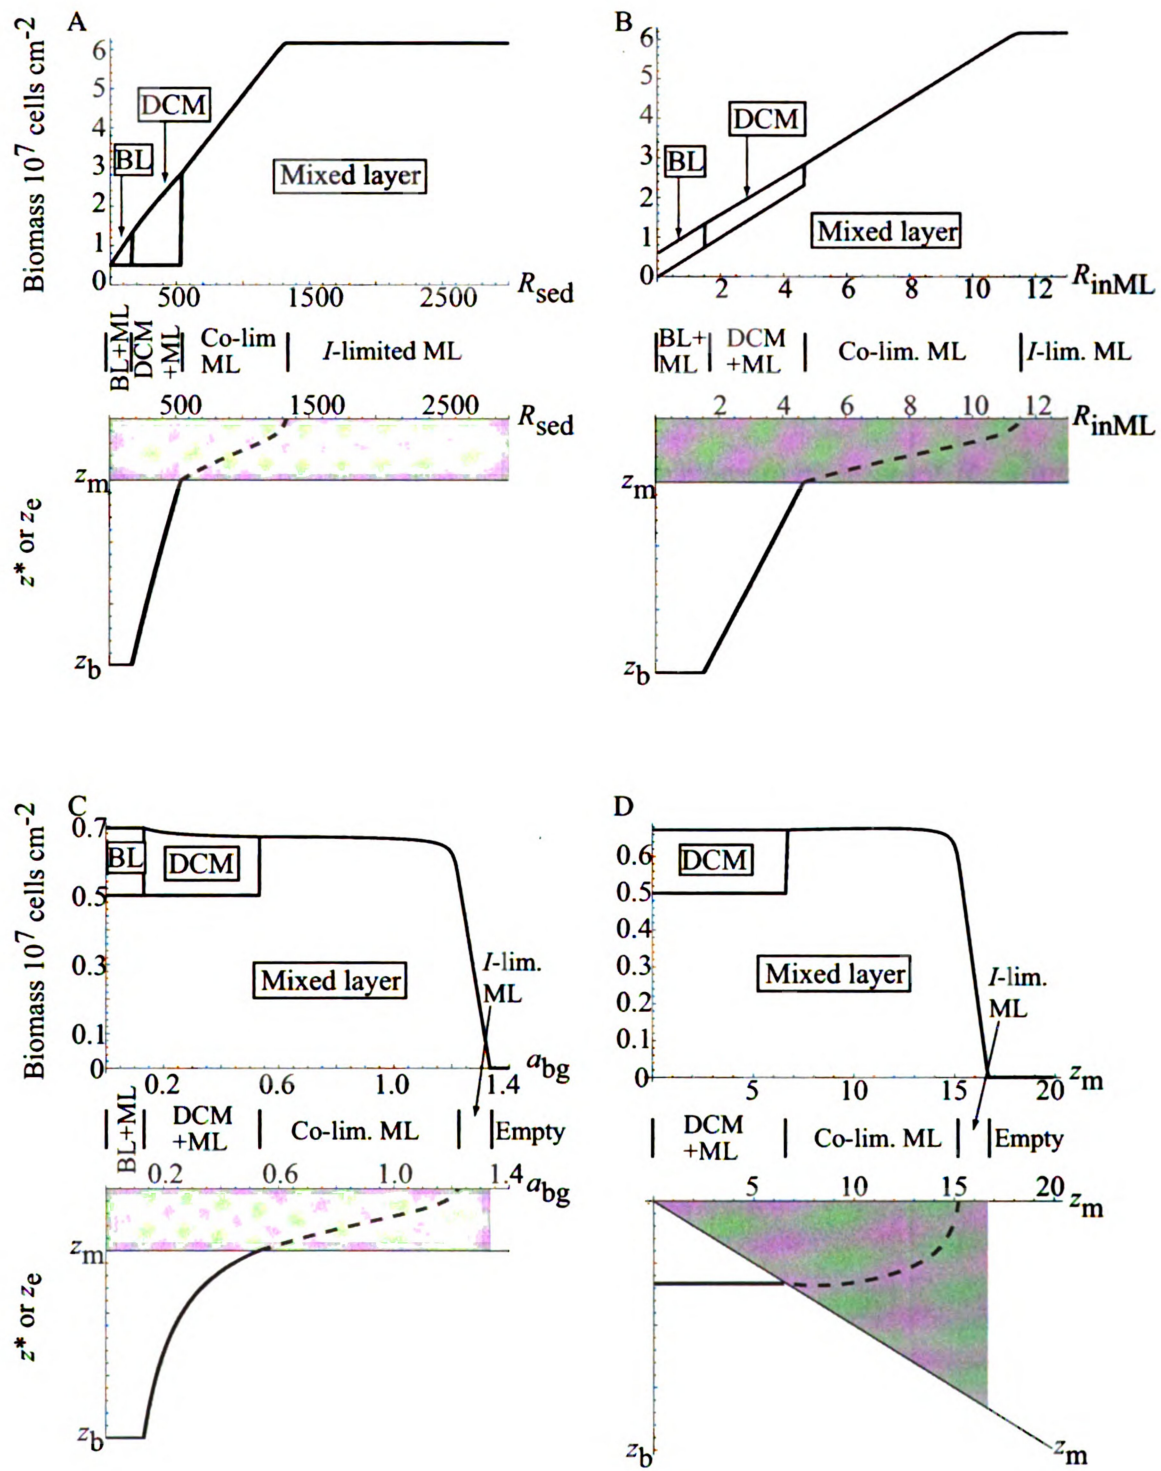 A
Biomass 10⁷ cells cm⁻²
6
5
4
3
2
1
0
BL
DCM
Mixed layer
500 1500 2500 R_sed
BL+ML
DCM +ML
Co-lim ML
I-limited ML
500 1500 2500 R_sed
z_m
z* or z_e
z_b
B
6
5
4
3
2
1
0
BL
DCM
Mixed layer
2 4 6 8 10 12 R_inML
BL+ ML
DCM +ML
Co-lim. ML
I-lim. ML
2 4 6 8 10 12 R_inML
z_m
z_b
C
Biomass 10⁷ cells cm⁻²
0.7
0.5
0.3
0.1
0
BL
DCM
Mixed layer
I-lim.
ML
0.2 0.6 1.0 1.4 a_bg
BL+ML
DCM +ML
Co-lim. ML
Empty
0.2 0.6 1.0 1.4 a_bg
z_m
z* or z_e
z_b
D
0.6
0.5
0.4
0.3
0.2
0.1
0
DCM
Mixed layer
I-lim.
ML
5 10 15 20 z_m
DCM +ML
Co-lim. ML
Empty
5 10 15 20 z_m
z_b
z_m